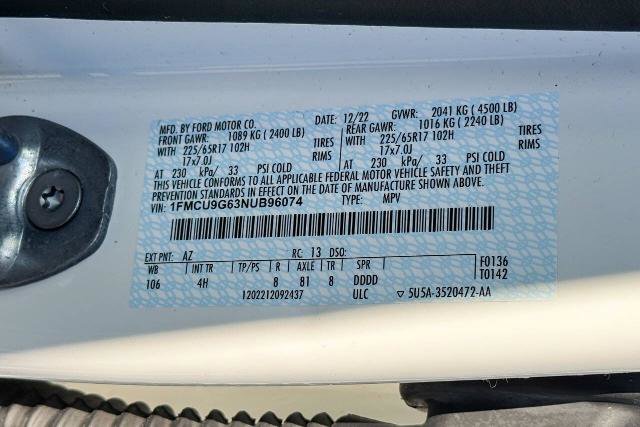 MFD. BY FORD MOTOR CO. DATE: 12/22 GVWR: 2041 KG ( 4500 LB)
FRONT GAWR: 1089 KG ( 2400 LB) REAR GAWR: 1016 KG ( 2240 LB)
WITH 225/65R17 102H TIRES WITH 225/65R17 102H TIRES
17x7.0J RIMS 17x7.0J RIMS
AT 230 kPa/ 33 PSI COLD AT 230 kPa/ 33 PSI COLD
THIS VEHICLE CONFORMS TO ALL APPLICABLE FEDERAL MOTOR VEHICLE SAFETY AND THEFT
PREVENTION STANDARDS IN EFFECT ON THE DATE OF MANUFACTURE SHOWN ABOVE.
VIN: 1FMCU9G63NUB96074 TYPE: MPV
EXT PNT: AZ RC: 13 DSO: F0136
WB INT TR TP/PS R AXLE TR SPR T0142
106 4H 8 81 8 DDDD
1202212092437 ULC ▽ 5U5A-3520472-AA